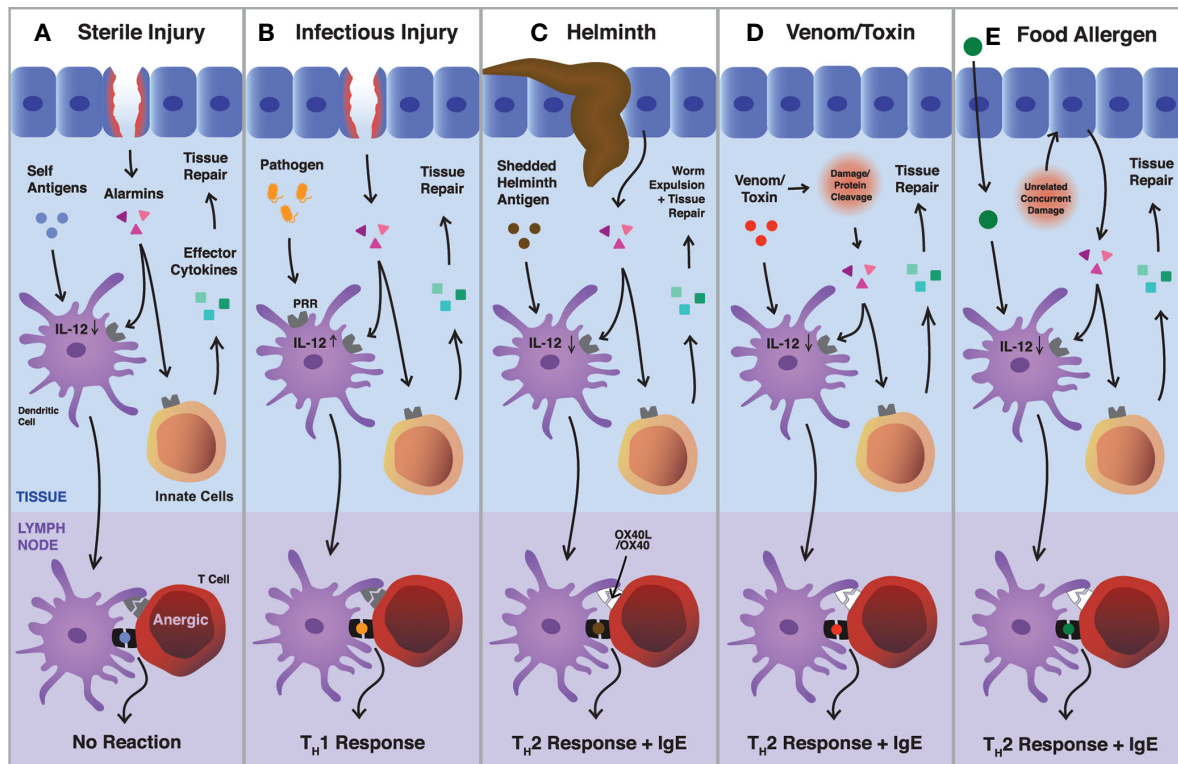 A Sterile Injury
Self
Antigens
Alarmins
Tissue
Repair
Effector
Cytokines
IL-12 ↓
Dendritic
Cell
Innate Cells
TISSUE
LYMPH
NODE
T Cell
Anergic
No Reaction
B Infectious Injury
Pathogen
Tissue
Repair
PRR
IL-12 ↑
TH1 Response
C Helminth
Shedded
Helminth
Antigen
Worm
Expulsion
+ Tissue
Repair
IL-12 ↓
OX40L
/OX40
TH2 Response + IgE
D Venom/Toxin
Venom/
Toxin
Damage/
Protein
Cleavage
Tissue
Repair
IL-12 ↓
TH2 Response + IgE
E Food Allergen
Unrelated
Concurrent
Damage
Tissue
Repair
IL-12 ↓
TH2 Response + IgE